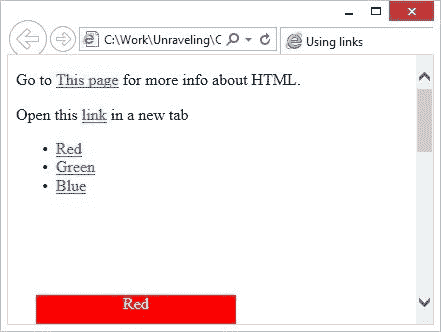 C:\Work\Unraveling\C
Using links
Go to This page for more info about HTML.
Open this link in a new tab
• Red
• Green
• Blue
Red